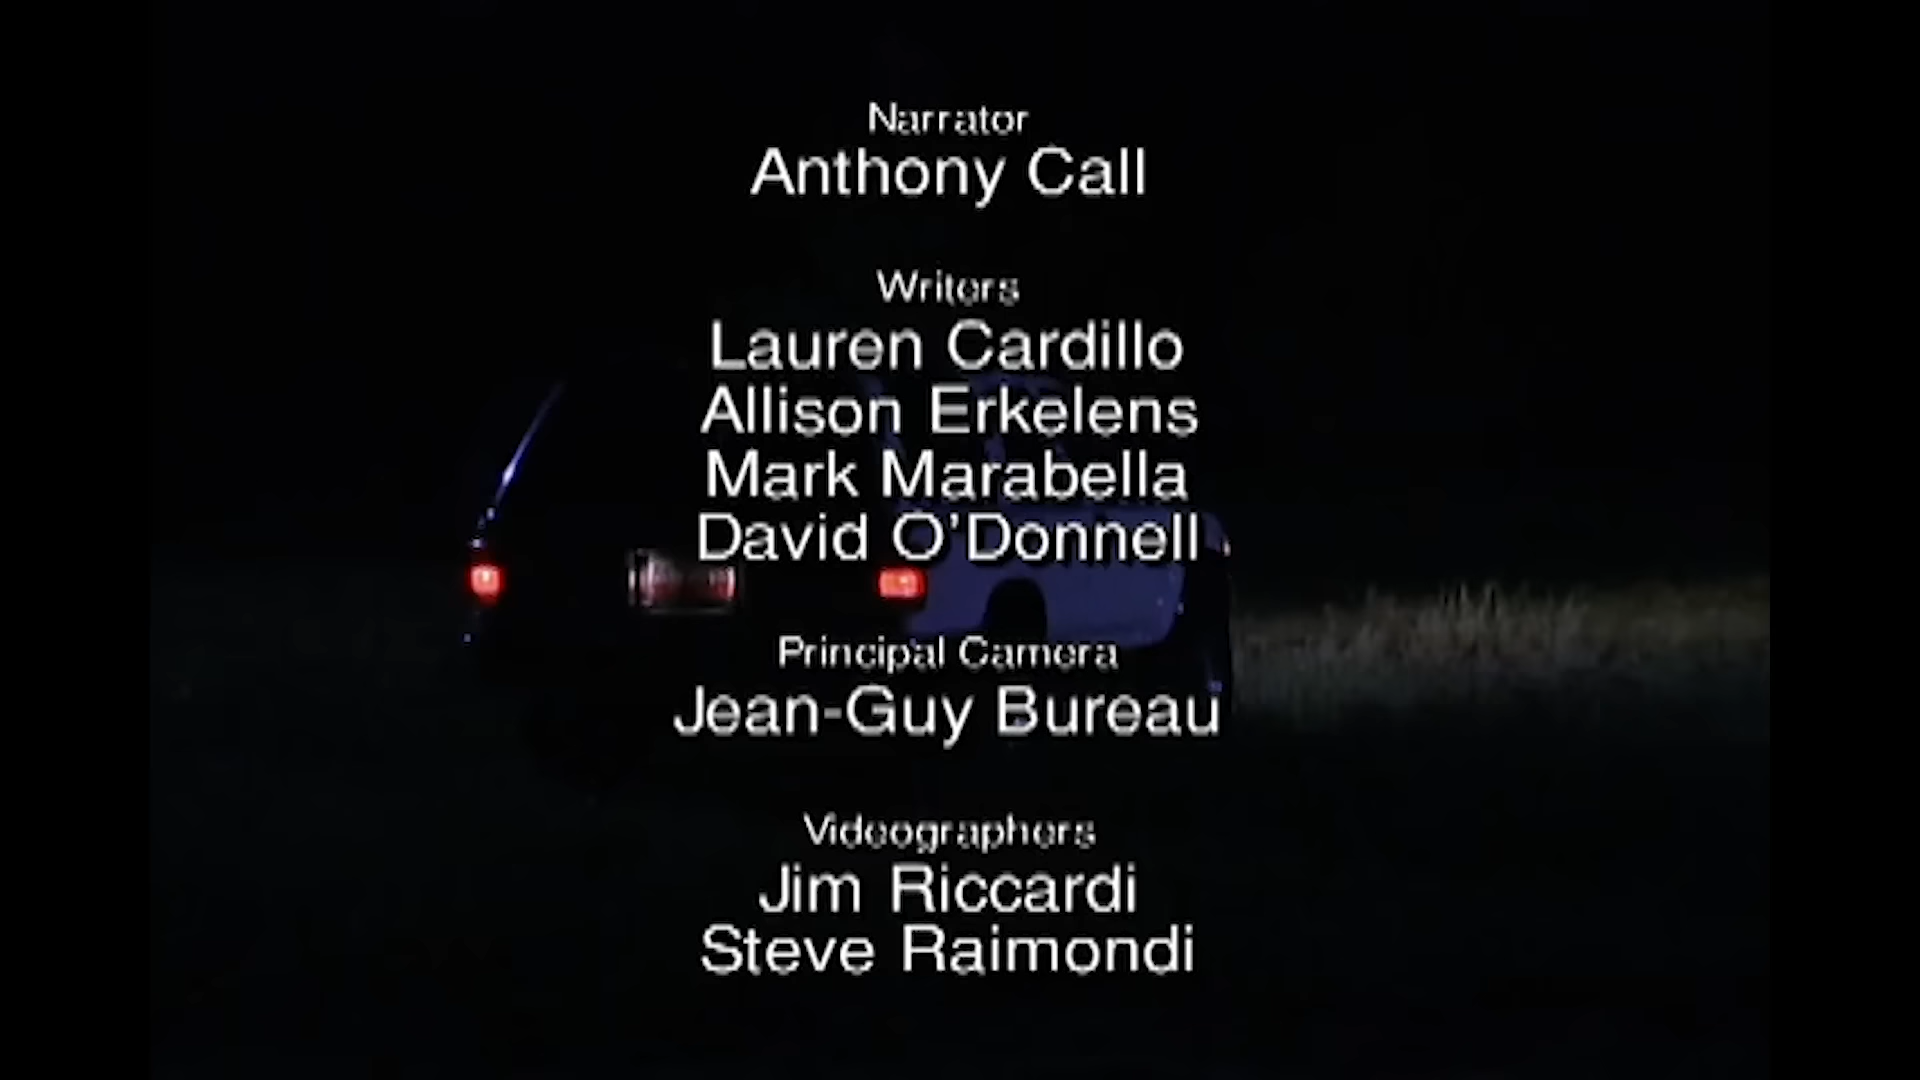 Narrator
Anthony Call
Writers
Lauren Cardillo
Allison Erkelens
Mark Marabella
David O'Donnell
Principal Camera
Jean-Guy Bureau
Videographers
Jim Riccardi
Steve Raimondi